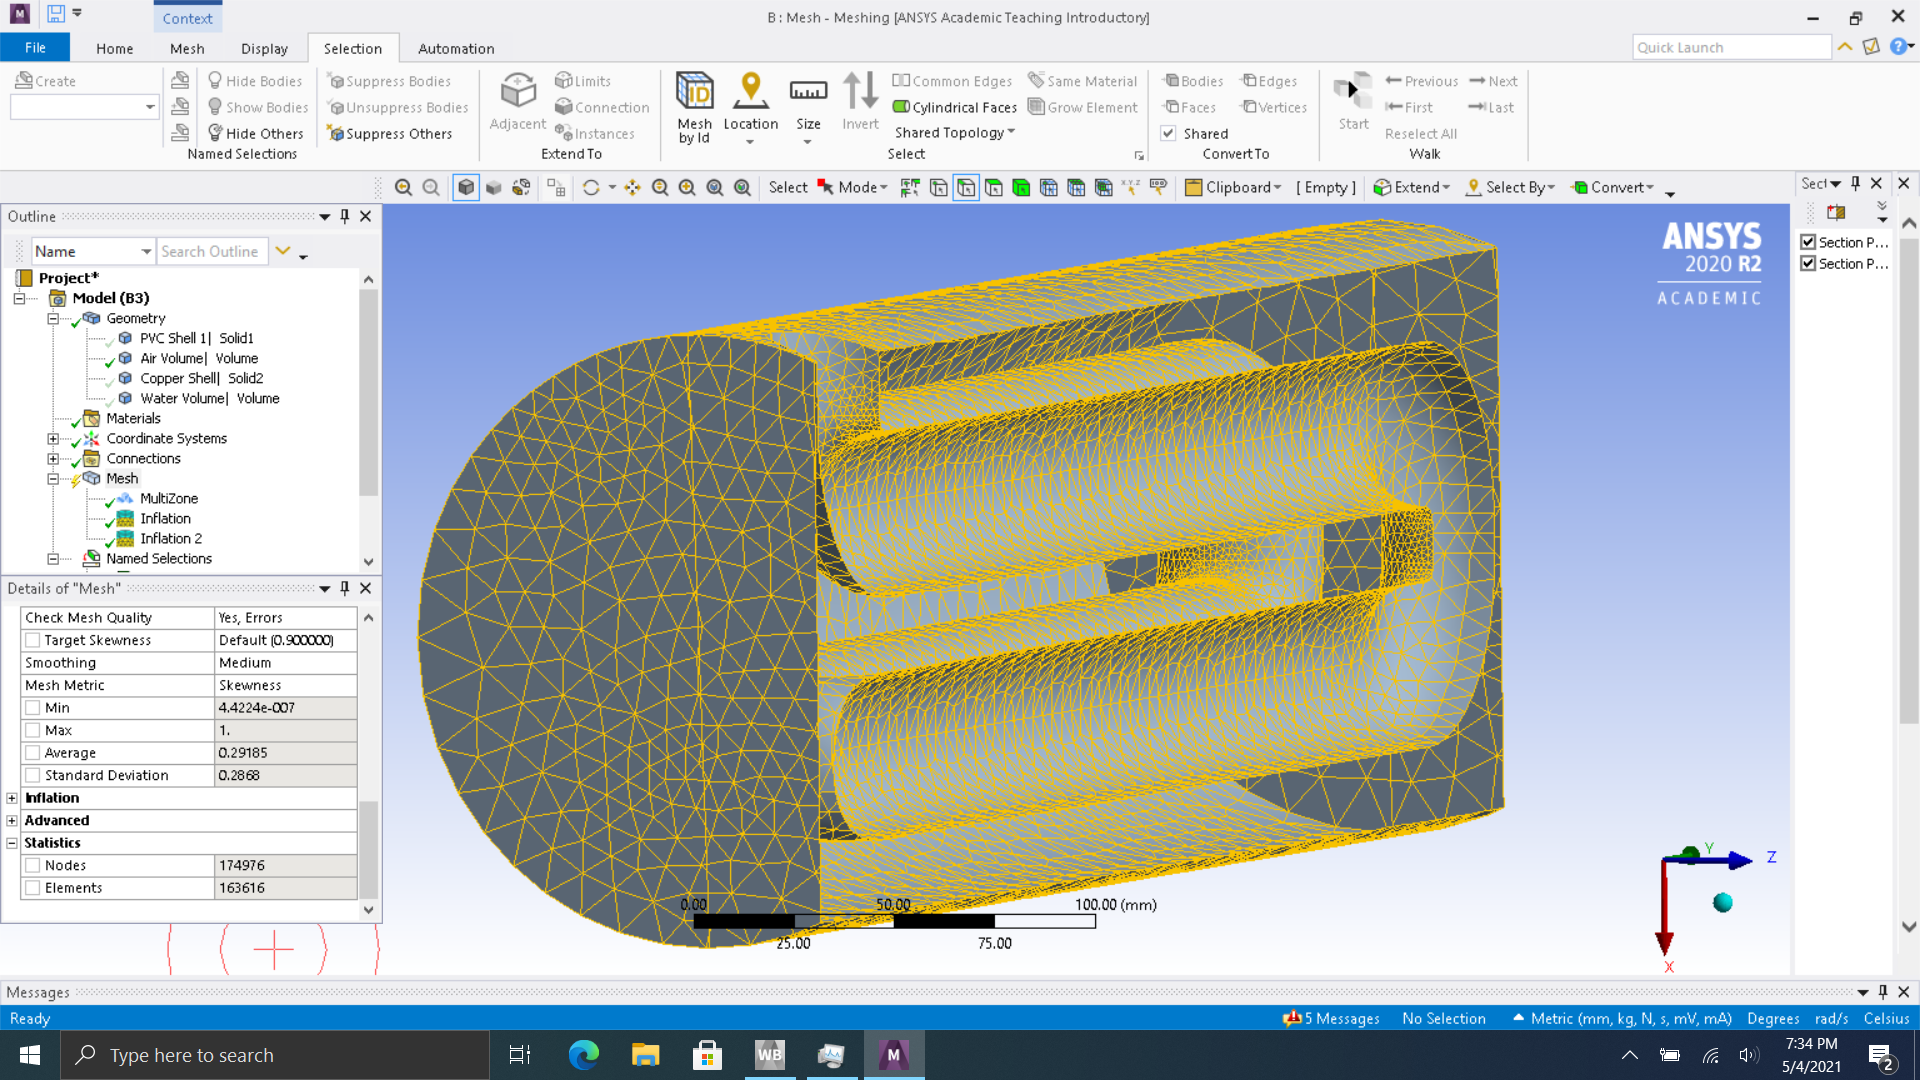 Context
B : Mesh - Meshing [ANSYS Academic Teaching Introductory]
File
Home
Mesh
Display
Selection
Automation
Quick Launch
Create
Hide Bodies
Show Bodies
Hide Others
Suppress Bodies
Unsuppress Bodies
Suppress Others
Named Selections
Adjacent
Limits
Connection
Instances
Extend To
Mesh by Id
Location
Size
Invert
Common Edges
Cylindrical Faces
Shared Topology
Same Material
Grow Element
Select
Bodies
Edges
Faces
Vertices
Shared
Convert To
Start
Previous
Next
First
Last
Reselect All
Walk
Select
Mode
Clipboard
[ Empty ]
Extend
Select By
Convert
Sect
Section P...
Section P...
Outline
Name
Search Outline
Project*
Model (B3)
Geometry
PVC Shell 1| Solid1
Air Volume| Volume
Copper Shell| Solid2
Water Volume| Volume
Materials
Coordinate Systems
Connections
Mesh
MultiZone
Inflation
Inflation 2
Named Selections
Details of "Mesh"
Check Mesh Quality Yes, Errors
Target Skewness Default (0.900000)
Smoothing Medium
Mesh Metric Skewness
Min 4.4224e-007
Max 1.
Average 0.29185
Standard Deviation 0.2868
Inflation
Advanced
Statistics
Nodes 174976
Elements 163616
ANSYS
2020 R2
ACADEMIC
0.00 50.00 100.00 (mm)
25.00 75.00
Y
Z
X
Messages
Ready
5 Messages
No Selection
Metric (mm, kg, N, s, mV, mA)
Degrees
rad/s
Celsius
Type here to search
WB
M
7:34 PM
5/4/2021
2